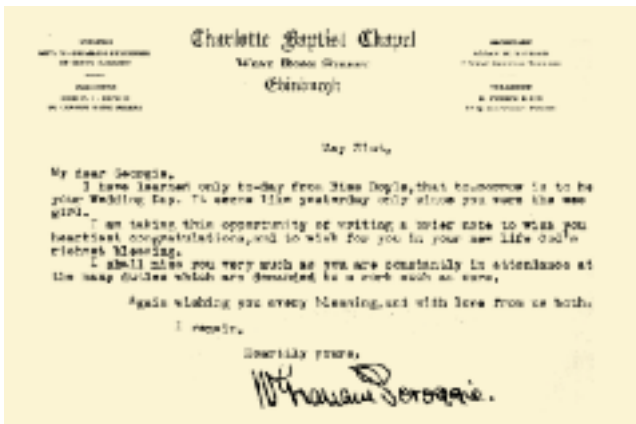 Charlotte Baptist Chapel
West Rose Street
Edinburgh
SECRETARY
TREASURER
May 21st.
My dear Georgie,
I have learned only to-day from Miss Doyle, that to-morrow is to be
your Wedding Day. It seems like yesterday only since you were the wee
girl.
I am taking this opportunity of writing a brief note to wish you
heartiest congratulations, and to wish for you in your new life God's
richest blessing.
I shall miss you very much as you are constantly in attendance at
the many duties which are demanded in a work such as ours.
Again wishing you every blessing, and with love from us both.
I remain,
Heartily yours,
W Graham Scroggie.